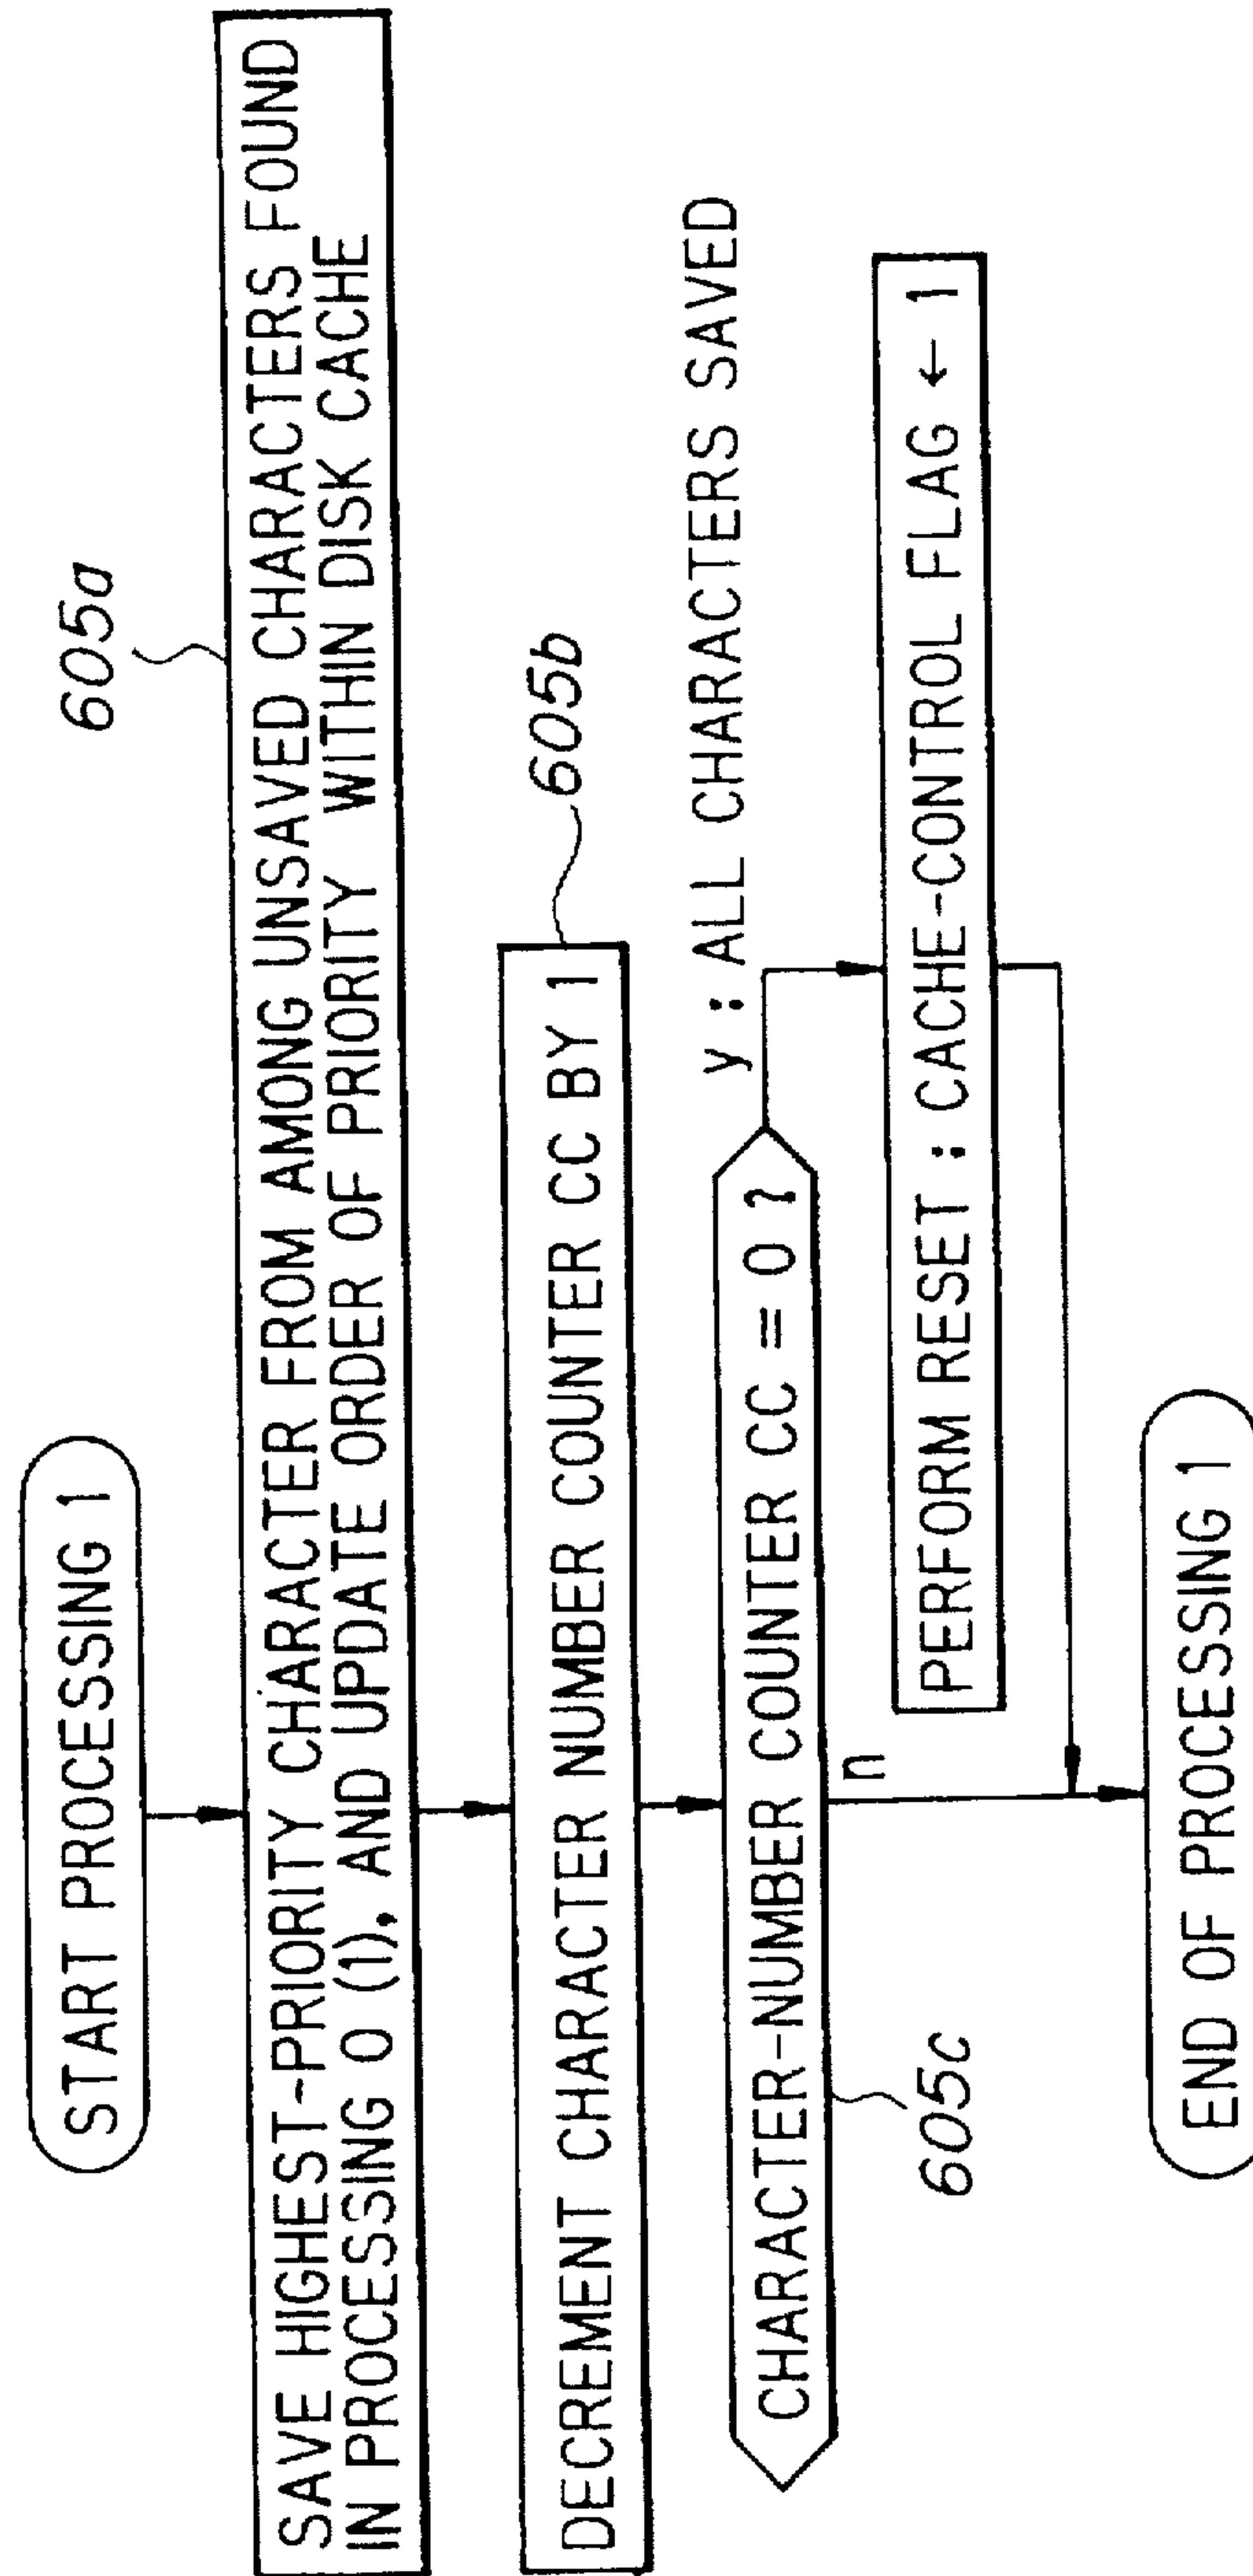 START PROCESSING 1
605a
SAVE HIGHEST-PRIORITY CHARACTER FROM AMONG UNSAVED CHARACTERS FOUND
IN PROCESSING 0 (1), AND UPDATE ORDER OF PRIORITY WITHIN DISK CACHE
605b
DECREMENT CHARACTER NUMBER COUNTER CC BY 1
y : ALL CHARACTERS SAVED
CHARACTER-NUMBER COUNTER CC = 0 ?
605c
n
PERFORM RESET : CACHE-CONTROL FLAG ← 1
END OF PROCESSING 1